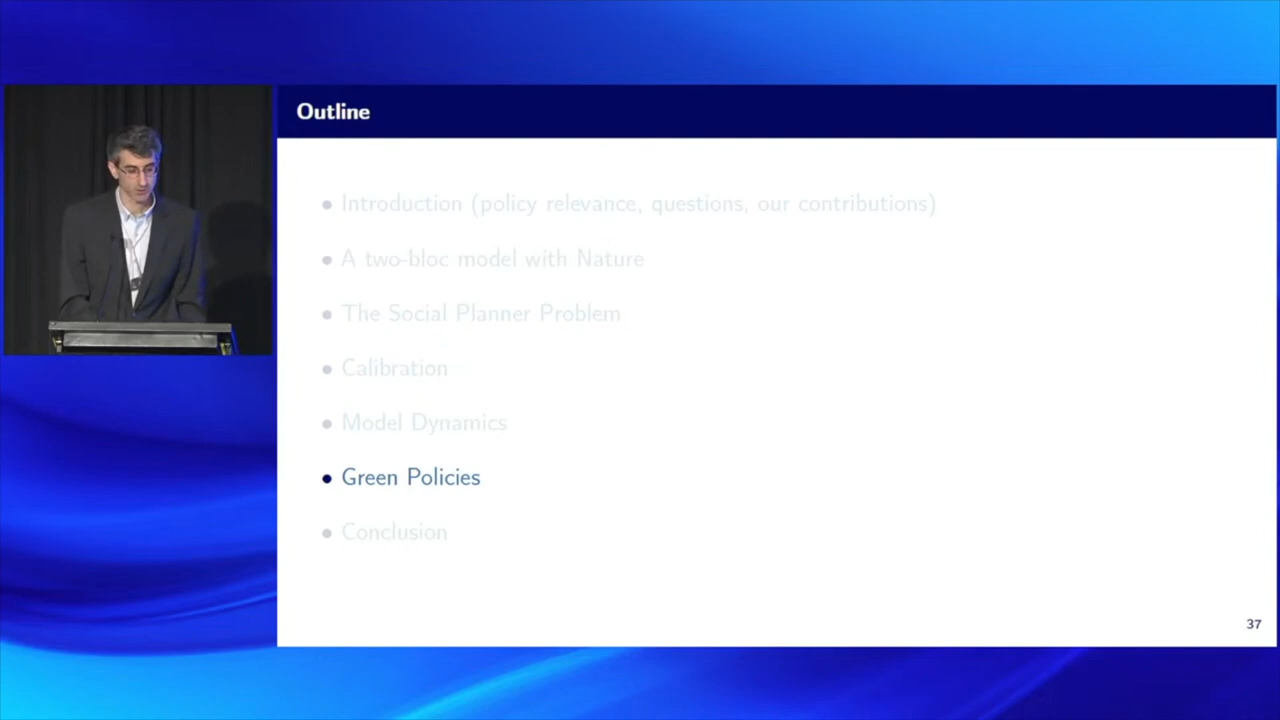 Outline
• Introduction (policy relevance, questions, our contributions)
• A two-bloc model with Nature
• The Social Planner Problem
• Calibration
• Model Dynamics
• Green Policies
• Conclusion
37